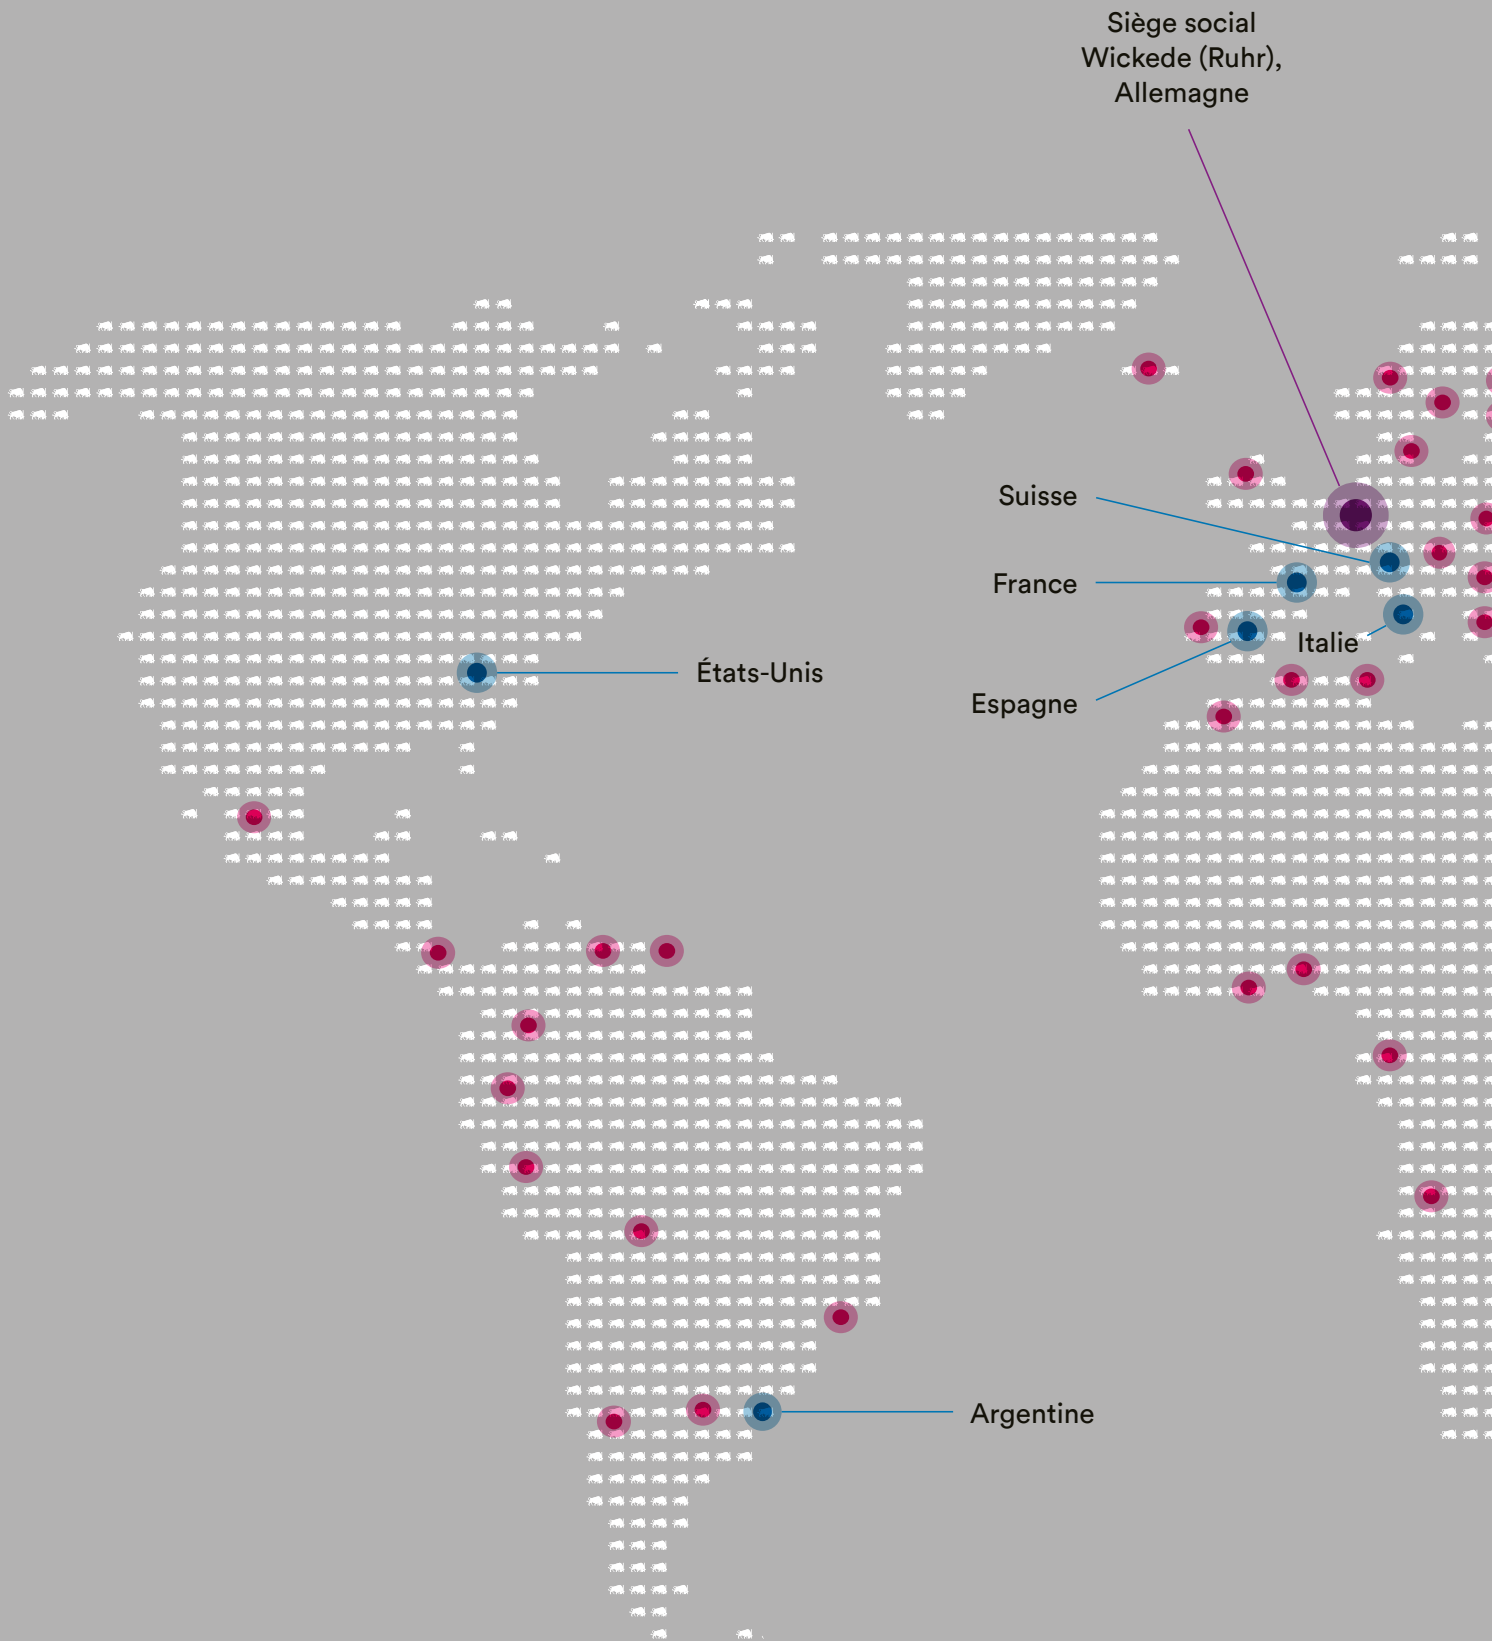 Siège social
Wickede (Ruhr),
Allemagne
Suisse
France
Italie
États-Unis
Espagne
Argentine